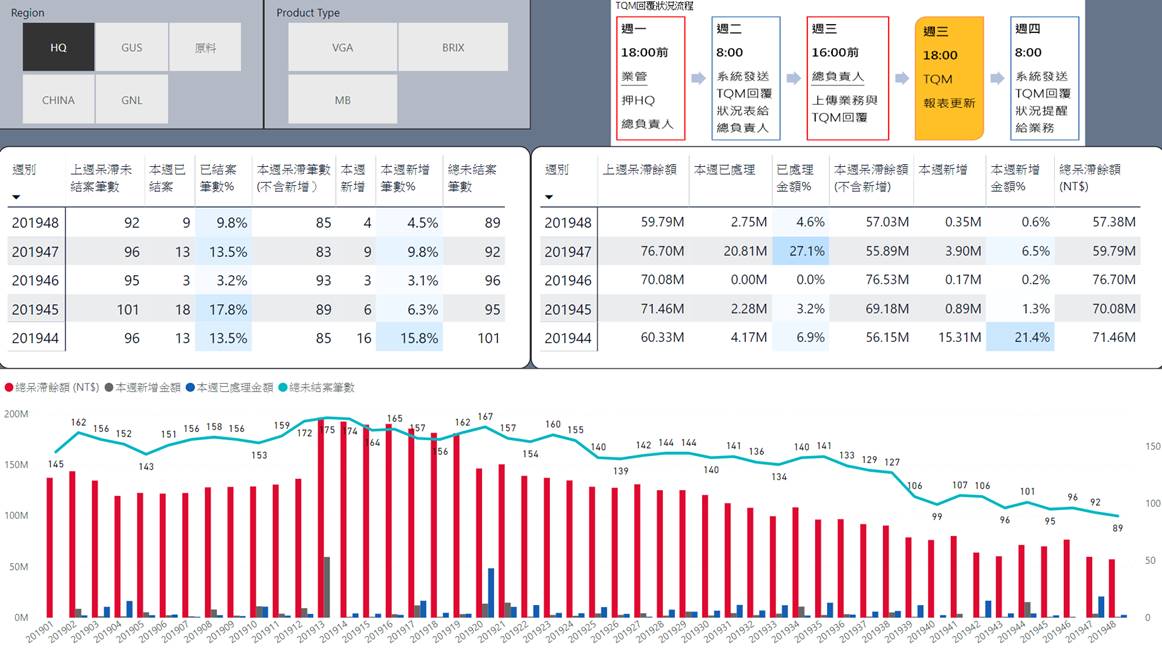 Region
HQ
GUS
原料
CHINA
GNL
Product Type
VGA
BRIX
MB
TQM回覆狀況流程
週一
18:00前
業管
押HQ
總負責人
週二
8:00
系統發送
TQM回覆
狀況表給
總負責人
週三
16:00前
總負責人
上傳業務與
TQM回覆
週三
18:00
TQM
報表更新
週四
8:00
系統發送
TQM回覆
狀況提醒
給業務
週別 上週呆滯未結案筆數 本週已結案 已結案筆數% 本週呆滯筆數(不含新增) 本週新增 本週新增筆數% 總未結案筆數
201948 92 9 9.8% 85 4 4.5% 89
201947 96 13 13.5% 83 9 9.8% 92
201946 95 3 3.2% 93 3 3.1% 96
201945 101 18 17.8% 89 6 6.3% 95
201944 96 13 13.5% 85 16 15.8% 101
週別 上週呆滯餘額 本週已處理 已處理金額% 本週呆滯餘額(不含新增) 本週新增 本週新增金額% 總呆滯餘額(NT$)
201948 59.79M 2.75M 4.6% 57.03M 0.35M 0.6% 57.38M
201947 76.70M 20.81M 27.1% 55.89M 3.90M 6.5% 59.79M
201946 70.08M 0.00M 0.0% 76.53M 0.17M 0.2% 76.70M
201945 71.46M 2.28M 3.2% 69.18M 0.89M 1.3% 70.08M
201944 60.33M 4.17M 6.9% 56.15M 15.31M 21.4% 71.46M
總呆滯餘額 (NT$) 本週新增金額 本週已處理金額 總未結案筆數
200M
150M
100M
50M
0M
150
100
50
0
145 162 156 152 143 151 156 158 156 153 159 172 175 174 164 165 157 156 162 167 157 154 160 155 140 139 142 144 144 140 141 136 134 140 141 133 129 127 106 99 107 106 96 101 95 96 92 89
201901 201902 201903 201904 201905 201906 201907 201908 201909 201910 201911 201912 201913 201914 201915 201916 201917 201918 201919 201920 201921 201922 201923 201924 201925 201926 201927 201928 201929 201930 201931 201932 201933 201934 201935 201936 201937 201938 201939 201940 201941 201942 201943 201944 201945 201946 201947 201948